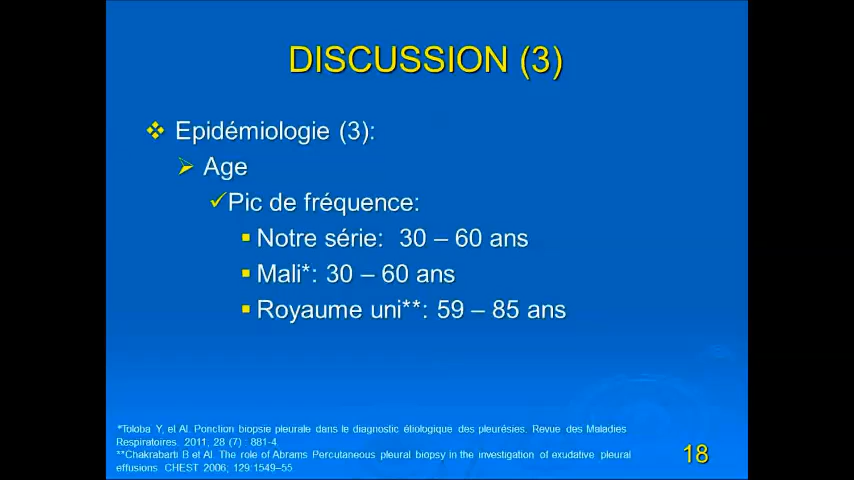 DISCUSSION (3)
Epidémiologie (3):
Age
Pic de fréquence:
Notre série: 30 – 60 ans
Mali*: 30 – 60 ans
Royaume uni**: 59 – 85 ans
*Toloba Y, et Al. Ponction biopsie pleurale dans le diagnostic étiologique des pleurésies. Revue des Maladies
Respiratoires. 2011, 28 (7) : 881-4.
**Chakrabarti B et Al. The role of Abrams Percutaneous pleural biopsy in the investigation of exudative pleural
effusions. CHEST 2006; 129:1549–55
18